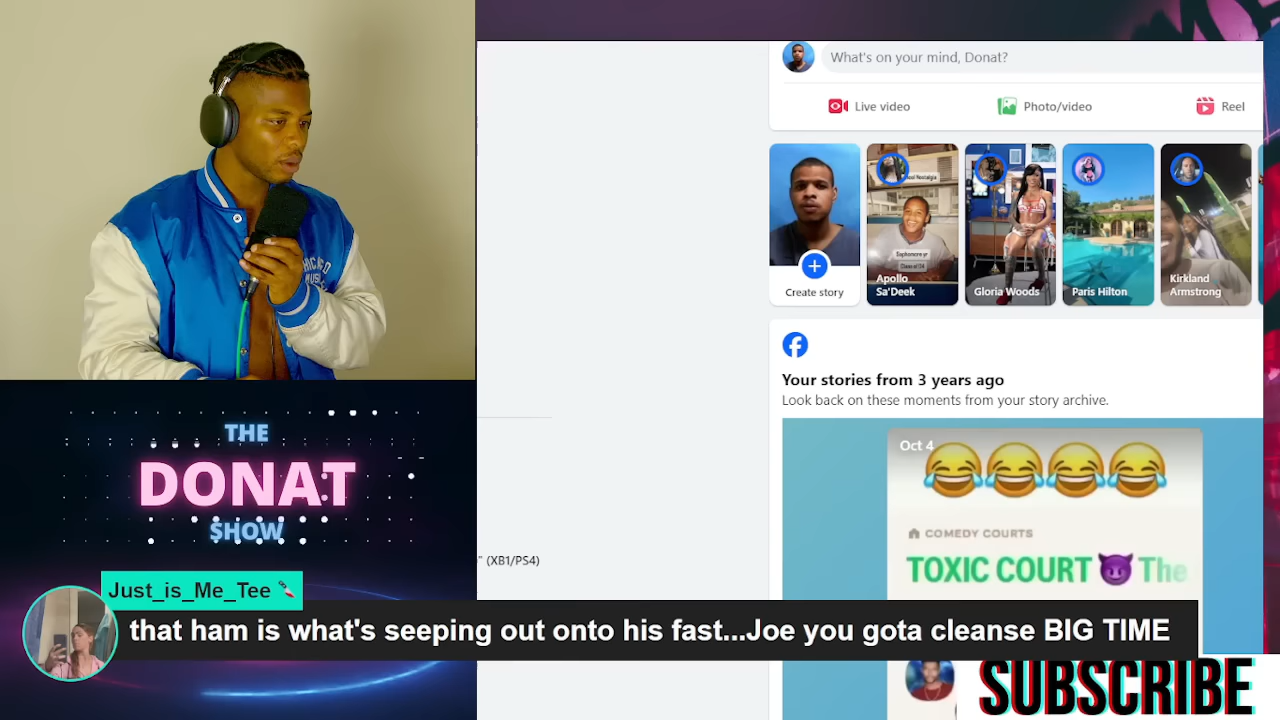 What's on your mind, Donat?
Live video
Photo/video
Reel
Create story
Apollo
Sa'Deek
Gloria Woods
Paris Hilton
Kirkland
Armstrong
Your stories from 3 years ago
Look back on these moments from your story archive.
Oct 4
COMEDY COURTS
TOXIC COURT 😈 The
" (XB1/PS4)
THE
DONAT
SHOW
Just_is_Me_Tee
that ham is what's seeping out onto his fast...Joe you gota cleanse BIG TIME
SUBSCRIBE